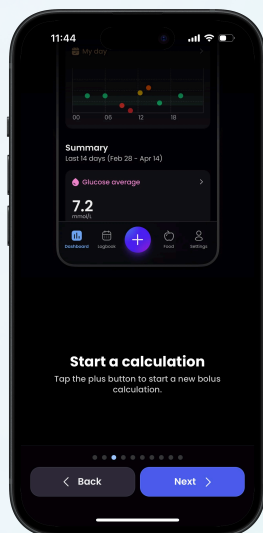 11:44
My day
00 06 12 18
Summary
Last 14 days (Feb 28 - Apr 14)
Glucose average
7.2
mmol/L
Dashboard Logbook Food Settings
Start a calculation
Tap the plus button to start a new bolus
calculation.
Back Next